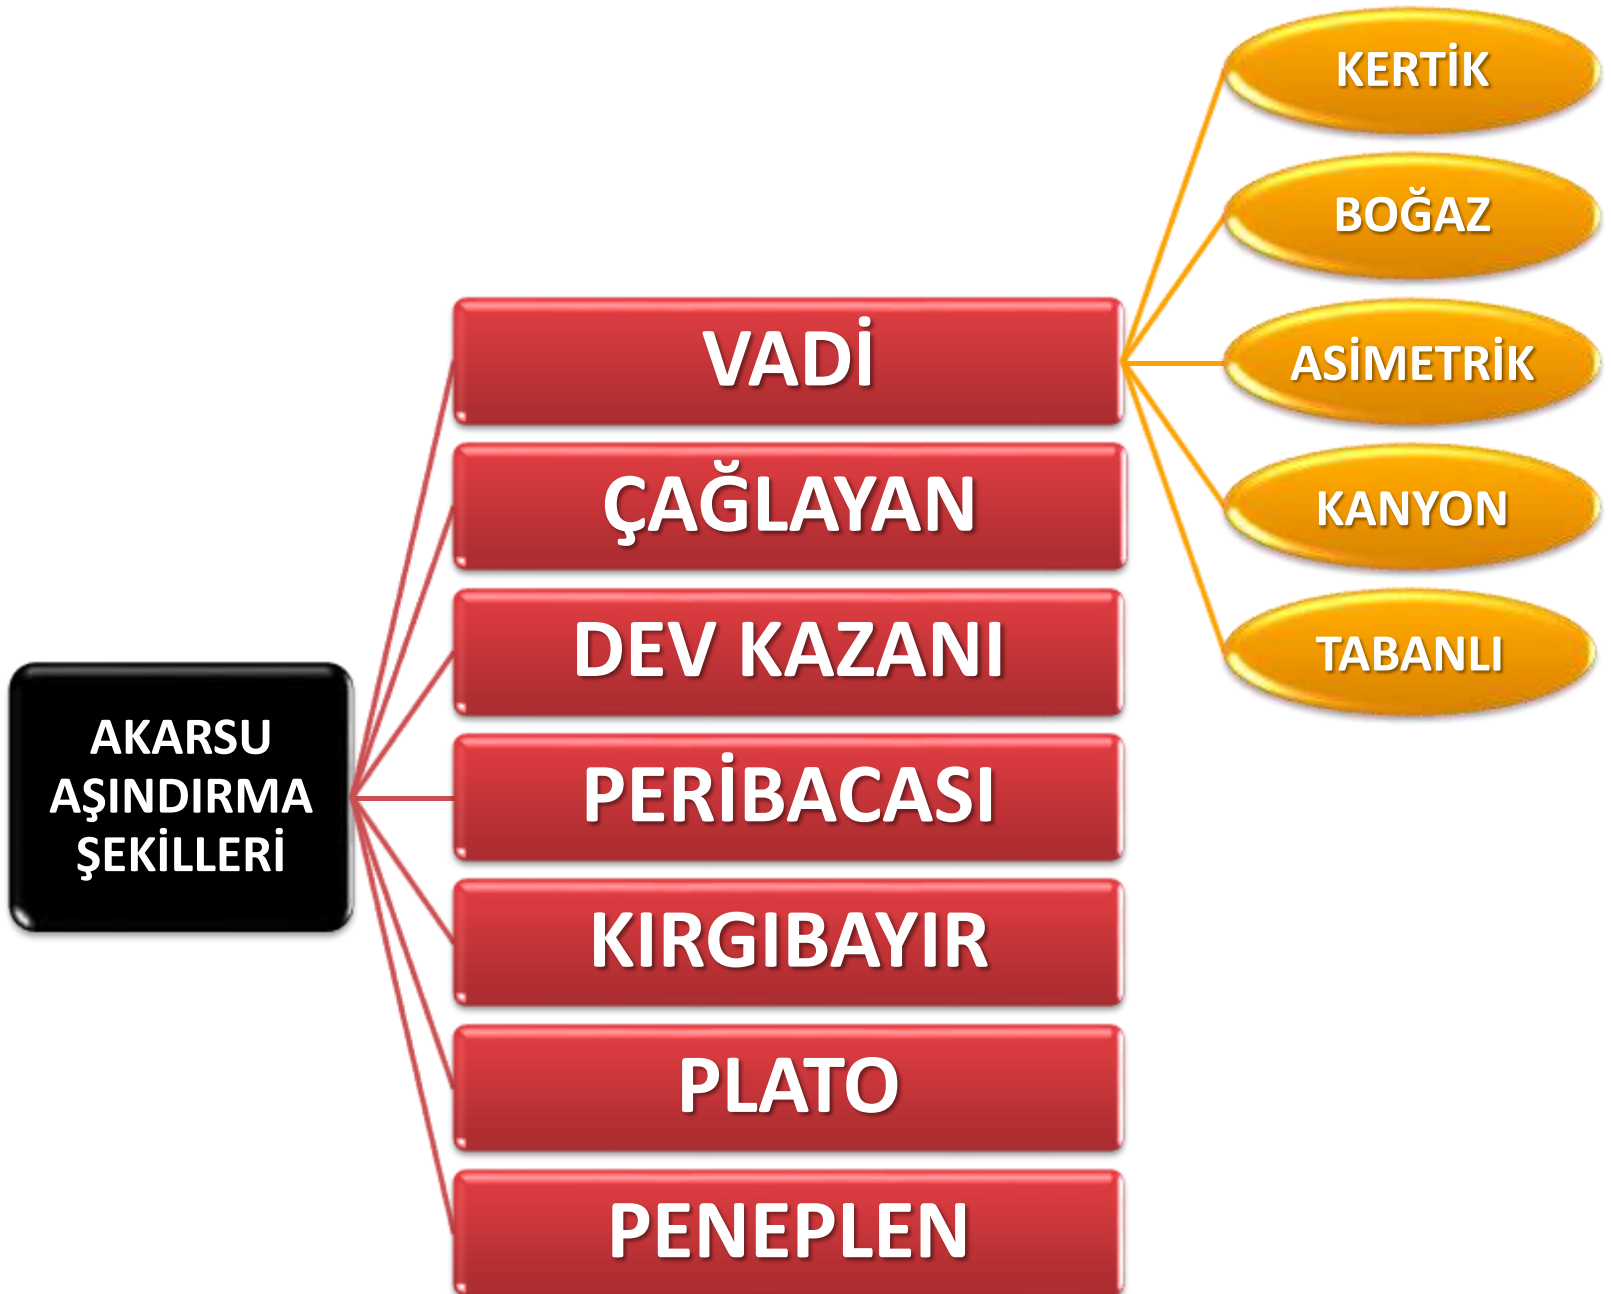 AKARSU
AŞINDIRMA
ŞEKİLLERİ
VADİ
KERTİK
BOĞAZ
ASİMETRİK
KANYON
TABANLI
ÇAĞLAYAN
DEV KAZANI
PERİBACASI
KIRGIBAYIR
PLATO
PENEPLEN